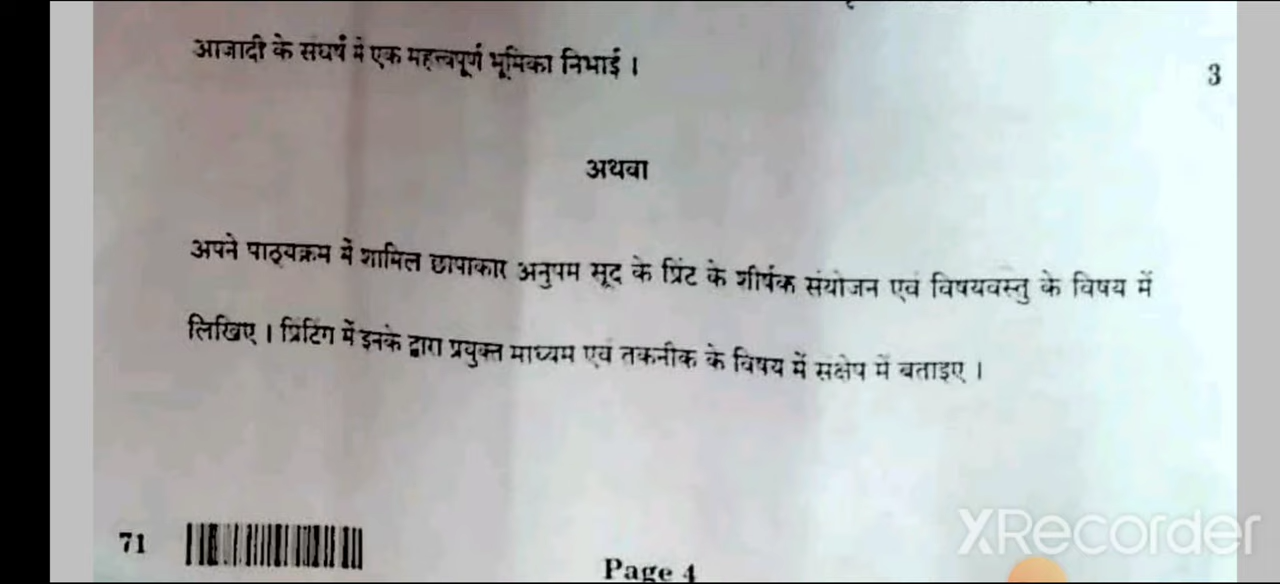 आजादी के संघर्ष में एक महत्त्वपूर्ण भूमिका निभाई ।
3
अथवा
अपने पाठ्यक्रम में शामिल छापाकार अनुपम सूद के प्रिंट के शीर्षक संयोजन एवं विषयवस्तु के विषय में
लिखिए । प्रिटिंग में इनके द्वारा प्रयुक्त माध्यम एवं तकनीक के विषय में संक्षेप में बताइए ।
71
Page 4
XRecorder